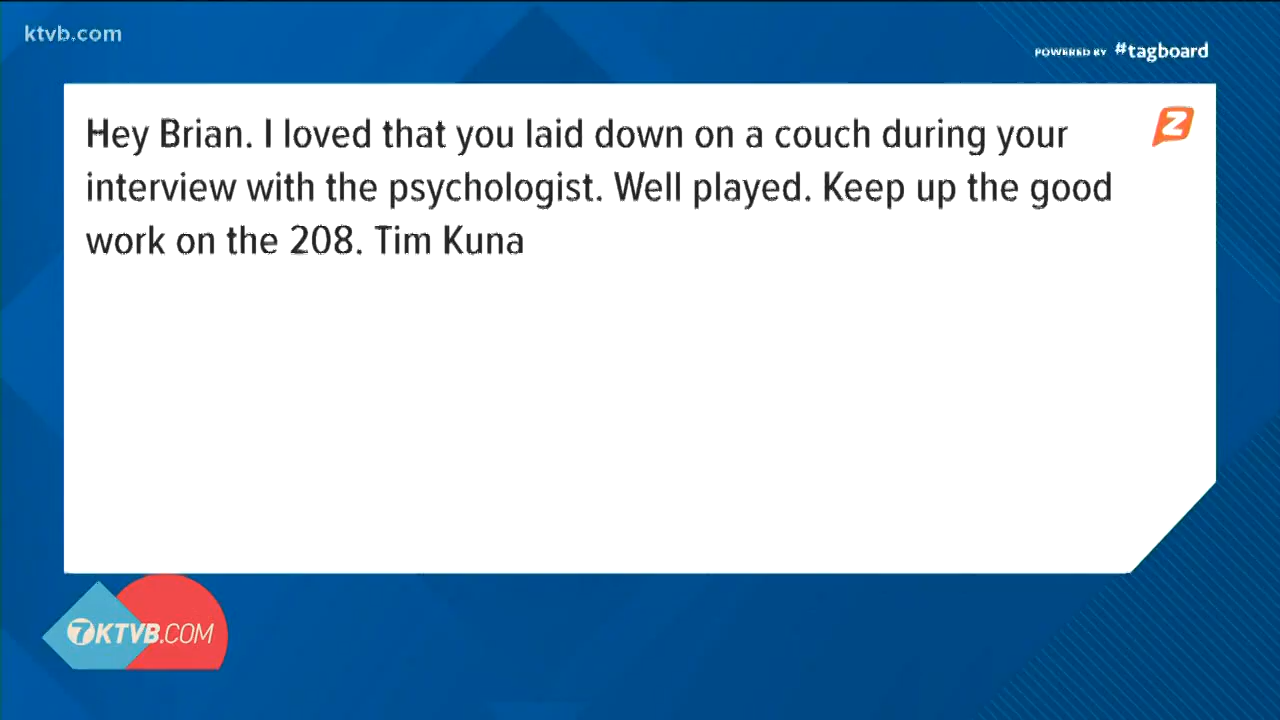 ktvb.com
POWERED BY #tagboard
Hey Brian. I loved that you laid down on a couch during your
interview with the psychologist. Well played. Keep up the good
work on the 208. Tim Kuna
Z
7KTVB.COM